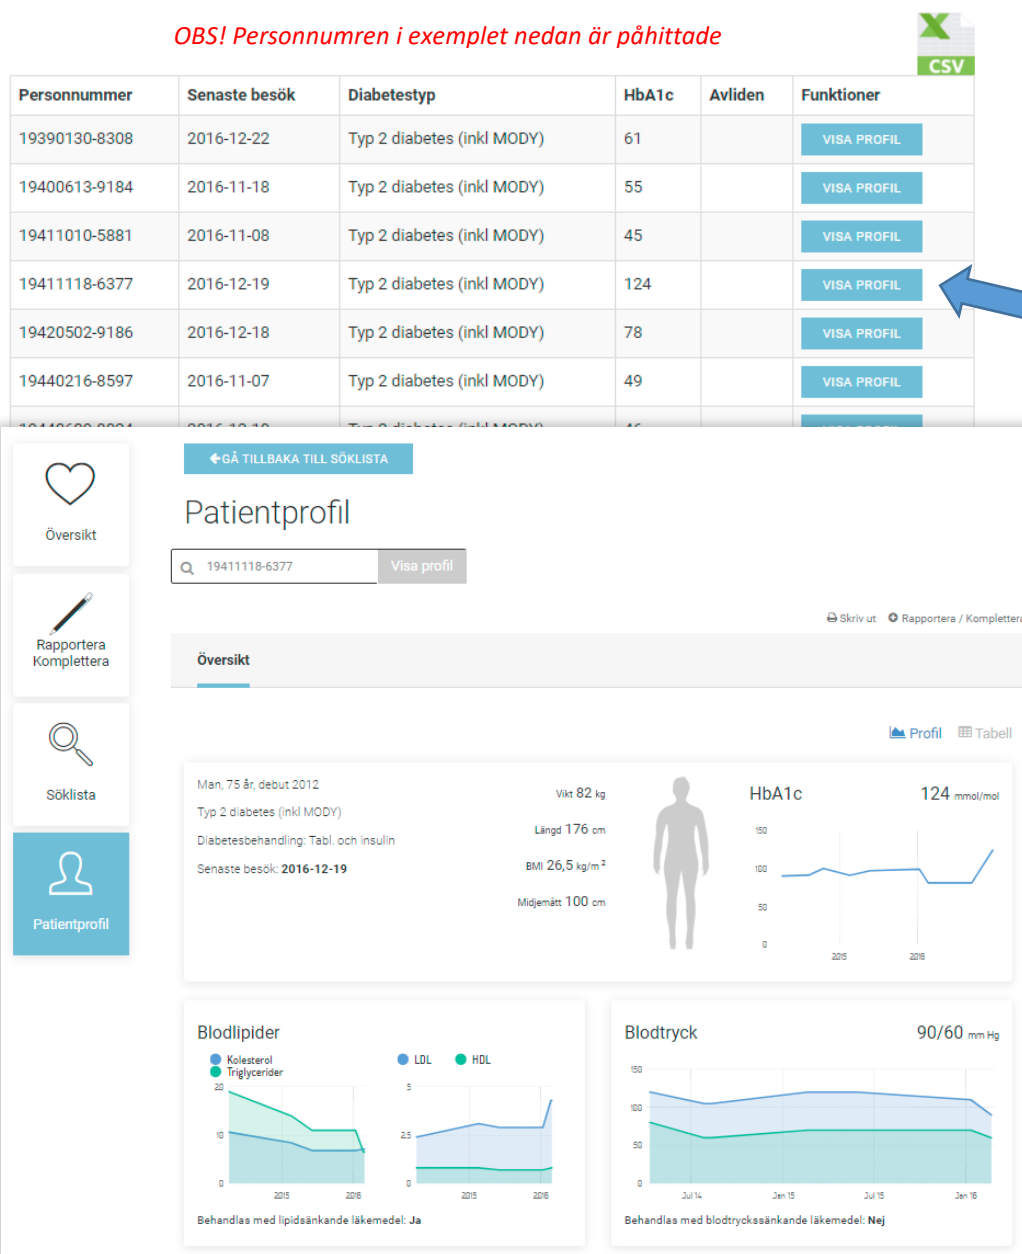 OBS! Personnumren i exemplet nedan är påhittade
X
CSV
Personnummer Senaste besök Diabetestyp HbA1c Avliden Funktioner
19390130-8308 2016-12-22 Typ 2 diabetes (inkl MODY) 61 VISA PROFIL
19400613-9184 2016-11-18 Typ 2 diabetes (inkl MODY) 55 VISA PROFIL
19411010-5881 2016-11-08 Typ 2 diabetes (inkl MODY) 45 VISA PROFIL
19411118-6377 2016-12-19 Typ 2 diabetes (inkl MODY) 124 VISA PROFIL
19420502-9186 2016-12-18 Typ 2 diabetes (inkl MODY) 78 VISA PROFIL
19440216-8597 2016-11-07 Typ 2 diabetes (inkl MODY) 49 VISA PROFIL
GÅ TILLBAKA TILL SÖKLISTA
Översikt
Rapportera
Komplettera
Söklista
Patientprofil
Patientprofil
19411118-6377 Visa profil
Skriv ut Rapportera / Komplettera
Översikt
Profil Tabell
Man, 75 år, debut 2012
Typ 2 diabetes (inkl MODY)
Diabetesbehandling: Tabl. och insulin
Senaste besök: 2016-12-19
Vikt 82 kg
Längd 176 cm
BMI 26,5 kg/m²
Midjemått 100 cm
HbA1c 124 mmol/mol
150
100
50
0
2015 2016
Blodlipider
Kolesterol
Triglycerider
20
10
0
2015 2016
LDL HDL
5
2.5
0
2015 2016
Behandlas med lipidsänkande läkemedel: Ja
Blodtryck 90/60 mm Hg
150
100
50
0
Jul 14 Jan 15 Jul 15 Jan 16
Behandlas med blodtryckssänkande läkemedel: Nej